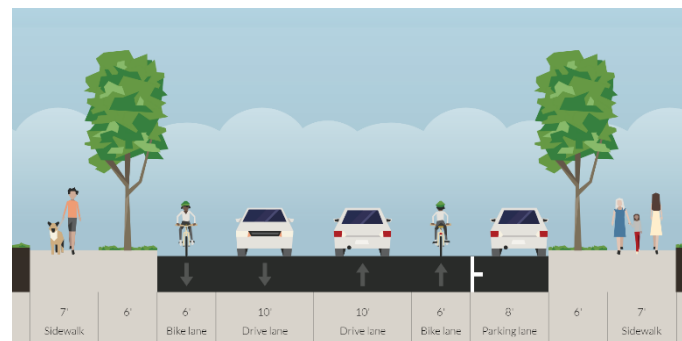 7' 6' 6' 10' 10' 6' 8' 6' 7'
Sidewalk Bike lane Drive lane Drive lane Bike lane Parking lane Sidewalk